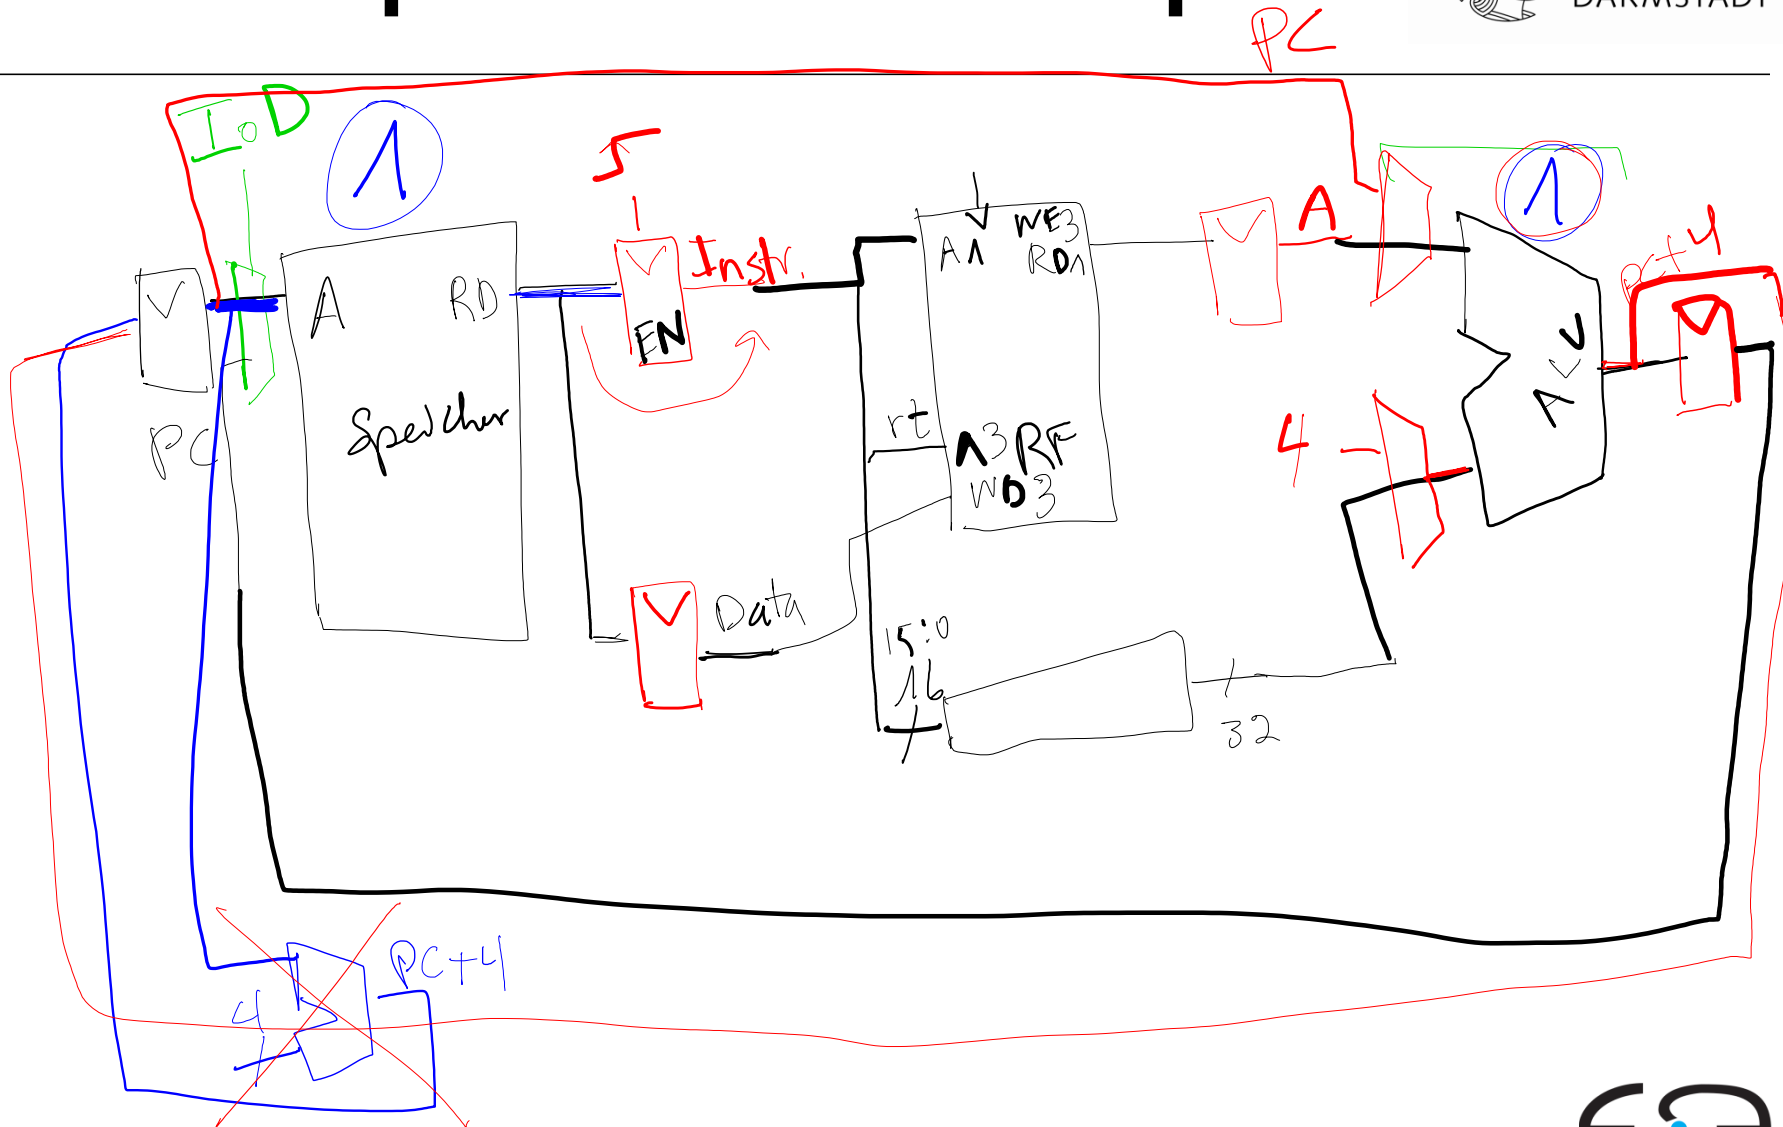 DARMSTADT
PC
IoD
1
5
1
A
PC+4
Instr.
A1
WE3
RD1
A
RD
EN
ALU
PC
Speicher
rt
A3 RF
WD3
4
Data
15:0
16
32
PC+4
4